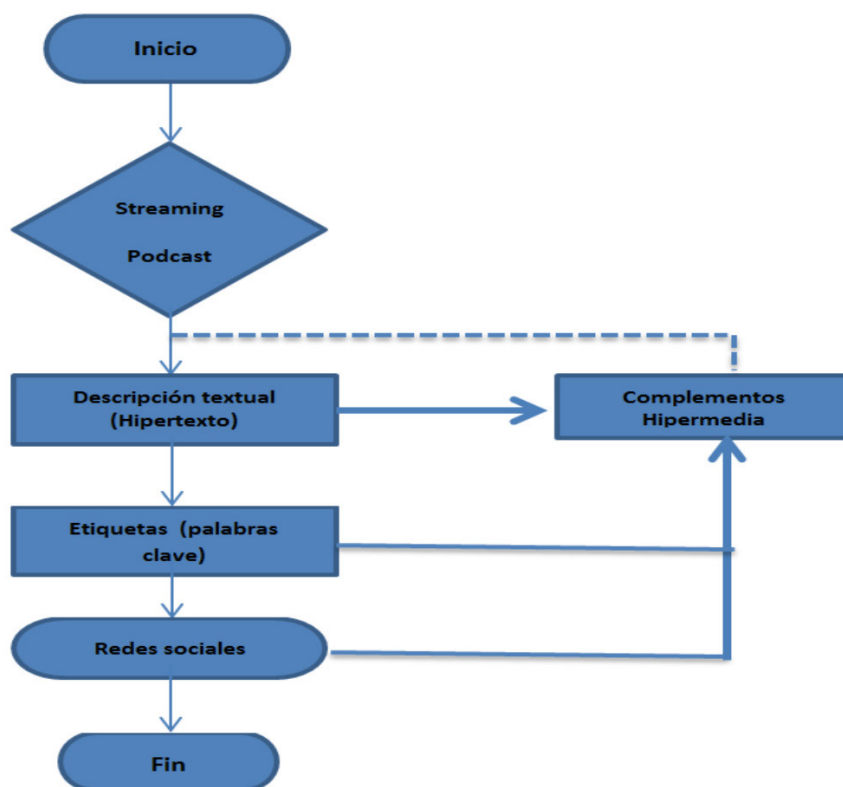 Inicio
Streaming
Podcast
Descripción textual
(Hipertexto)
Complementos
Hipermedia
Etiquetas (palabras
clave)
Redes sociales
Fin